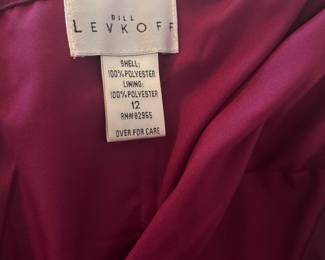 BILL
LEVKOFF
SHELL:
100% POLYESTER
LINING:
100% POLYESTER
12
RN# 82955
OVER FOR CARE